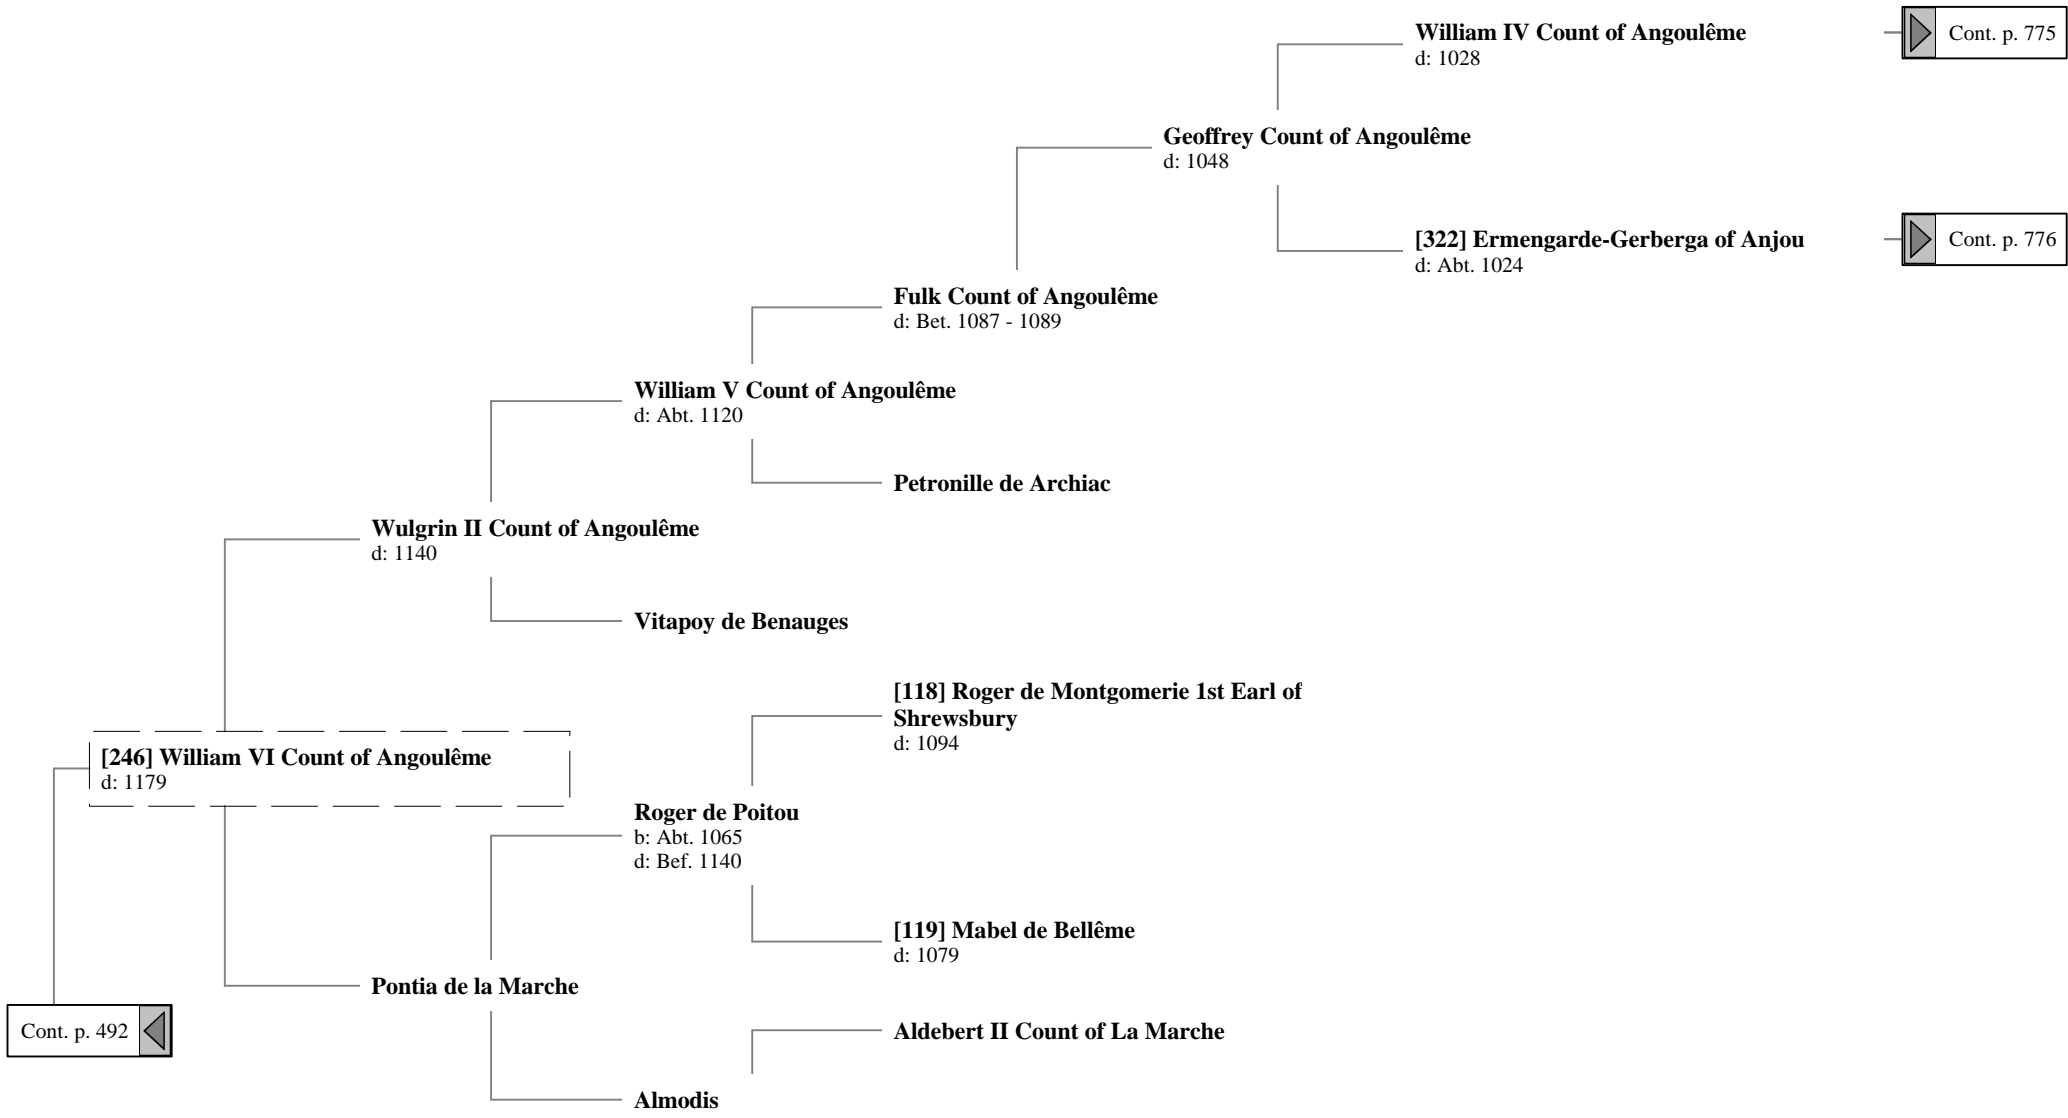 William IV Count of Angoulême
d: 1028
Cont. p. 775
Geoffrey Count of Angoulême
d: 1048
[322] Ermengarde-Gerberga of Anjou
d: Abt. 1024
Cont. p. 776
Fulk Count of Angoulême
d: Bet. 1087 - 1089
William V Count of Angoulême
d: Abt. 1120
Petronille de Archiac
Wulgrin II Count of Angoulême
d: 1140
Vitapoy de Benauges
[118] Roger de Montgomerie 1st Earl of
Shrewsbury
d: 1094
[246] William VI Count of Angoulême
d: 1179
Roger de Poitou
b: Abt. 1065
d: Bef. 1140
[119] Mabel de Bellême
d: 1079
Pontia de la Marche
Cont. p. 492
Aldebert II Count of La Marche
Almodis